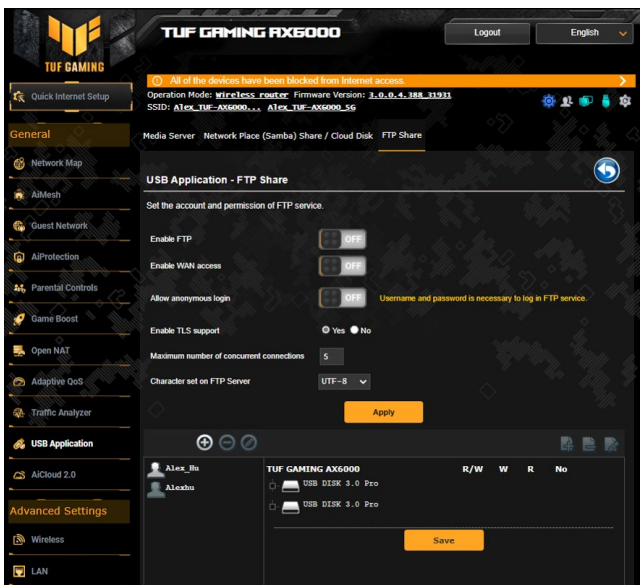 TUF GAMING
TUF GAMING AX6000
Logout
English
All of the devices have been blocked from Internet access.
Quick Internet Setup
Operation Mode: Wireless router Firmware Version: 3.0.0.4.388_31931
SSID: Alex_TUF-AX6000... Alex_TUF-AX6000_5G
General
Media Server Network Place (Samba) Share / Cloud Disk FTP Share
Network Map
USB Application - FTP Share
AiMesh
Set the account and permission of FTP service.
Guest Network
Enable FTP OFF
AiProtection
Enable WAN access OFF
Parental Controls
Allow anonymous login OFF Username and password is necessary to log in FTP service.
Game Boost
Enable TLS support Yes No
Open NAT
Maximum number of concurrent connections 5
Adaptive QoS
Character set on FTP Server UTF-8
Traffic Analyzer
Apply
USB Application
AiCloud 2.0
Alex_Hu
Alexhu
TUF GAMING AX6000 R/W W R No
USB DISK 3.0 Pro
USB DISK 3.0 Pro
Advanced Settings
Wireless
Save
LAN